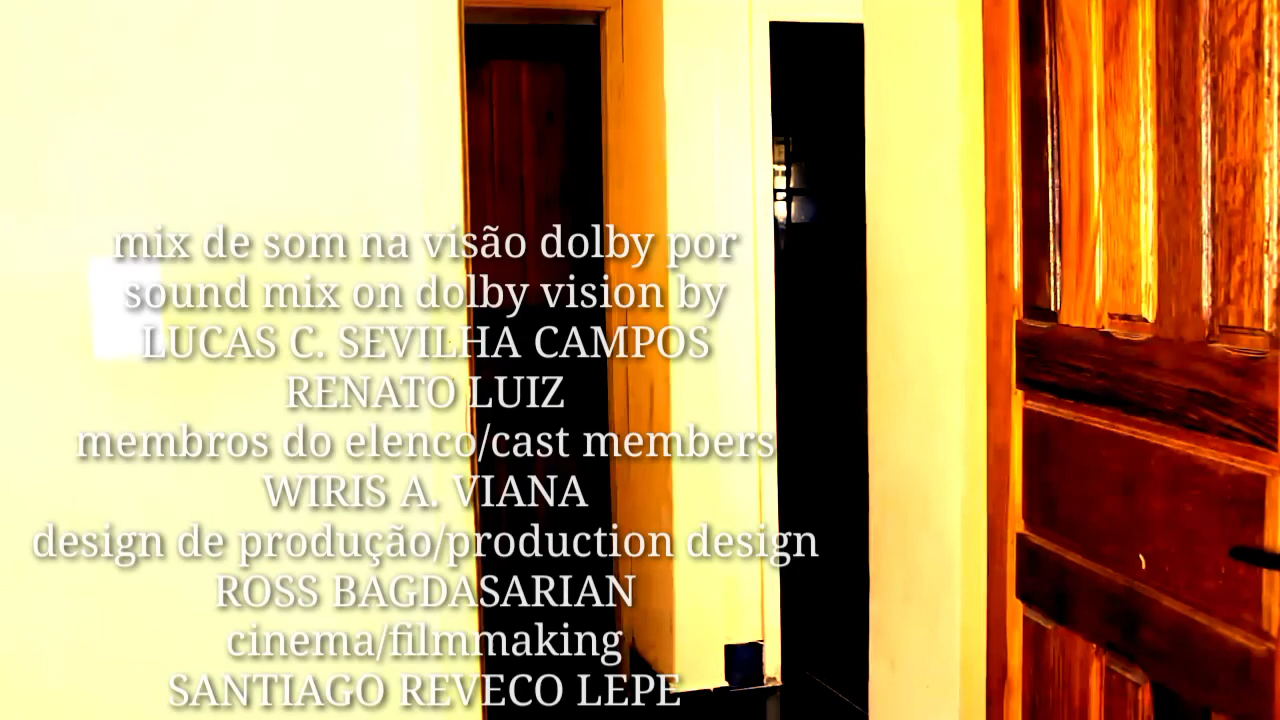 mix de som na visão dolby por
sound mix on dolby vision by
LUCAS C. SEVILHA CAMPOS
RENATO LUIZ
membros do elenco/cast members
WIRIS A. VIANA
design de produção/production design
ROSS BAGDASARIAN
cinema/filmmaking
SANTIAGO REVECO LEPE